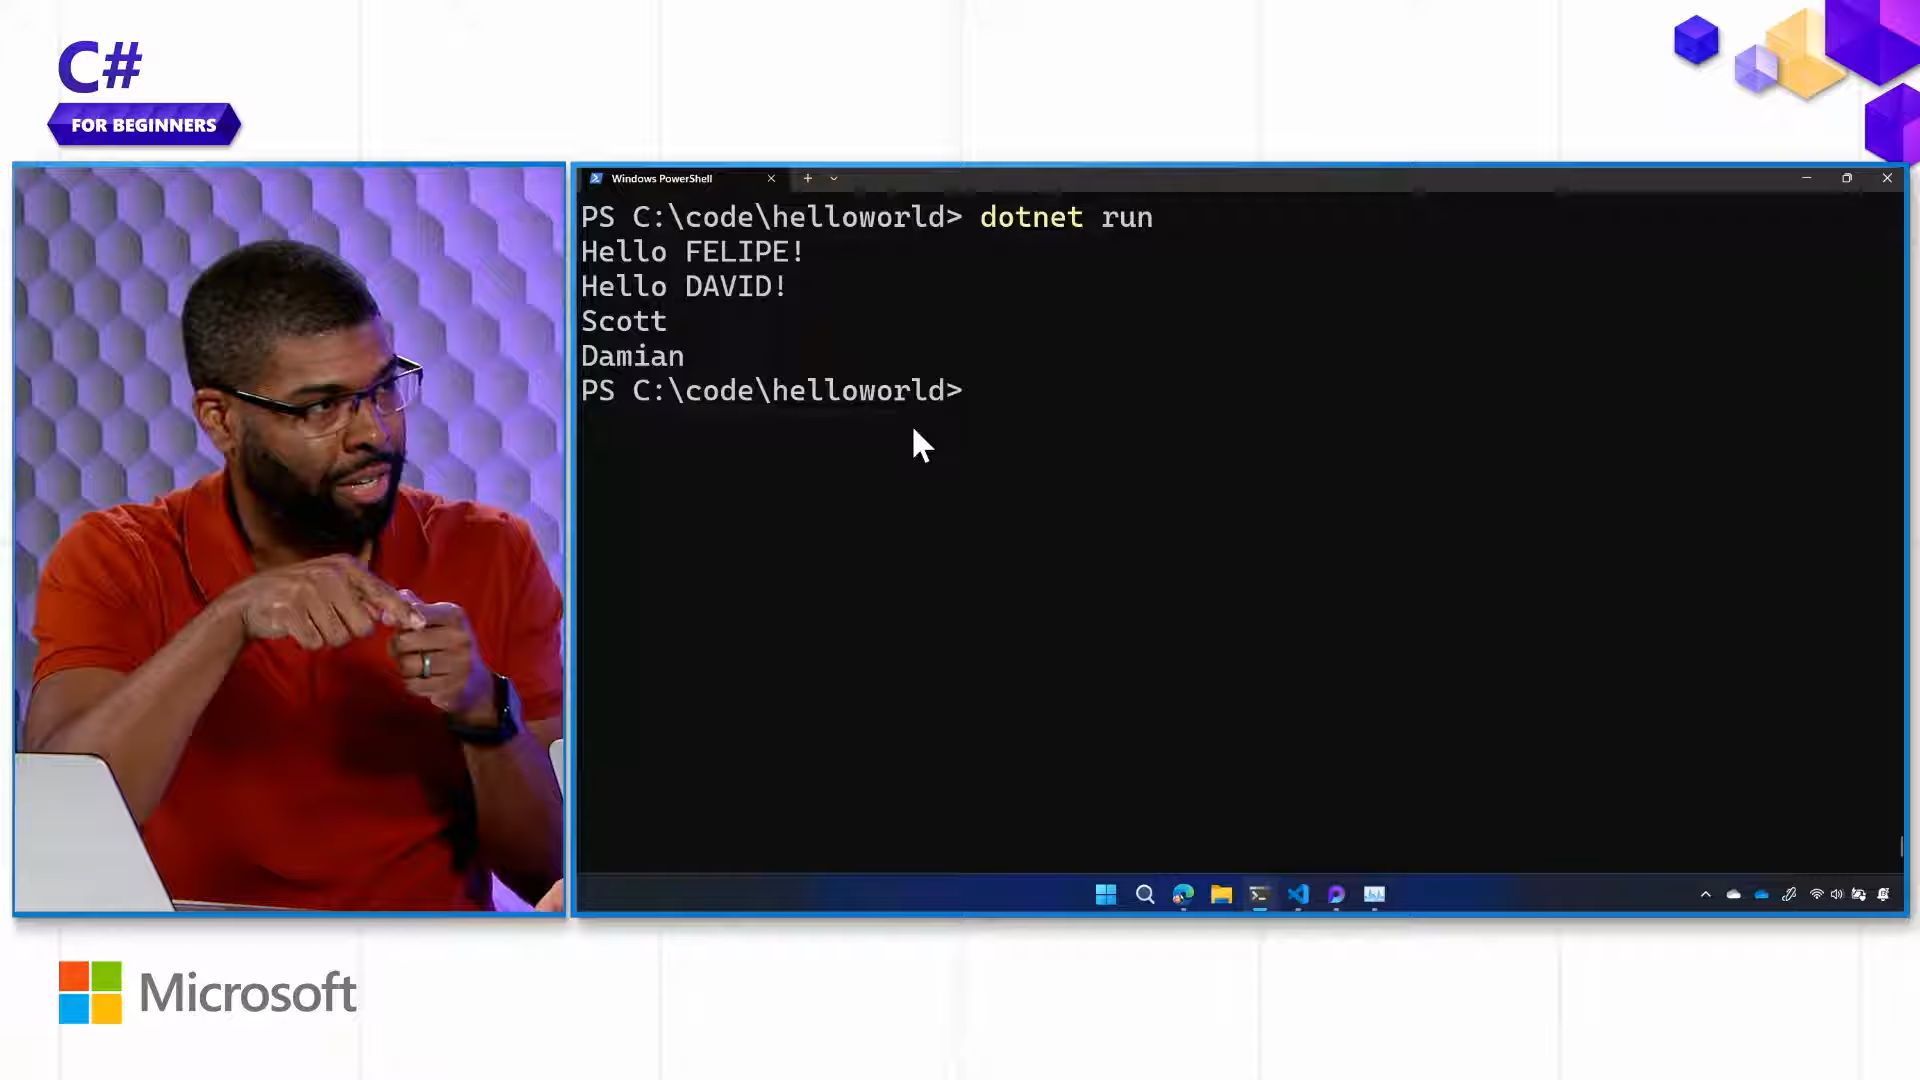 C#
FOR BEGINNERS
Windows PowerShell
PS C:\code\helloworld> dotnet run
Hello FELIPE!
Hello DAVID!
Scott
Damian
PS C:\code\helloworld>
Microsoft